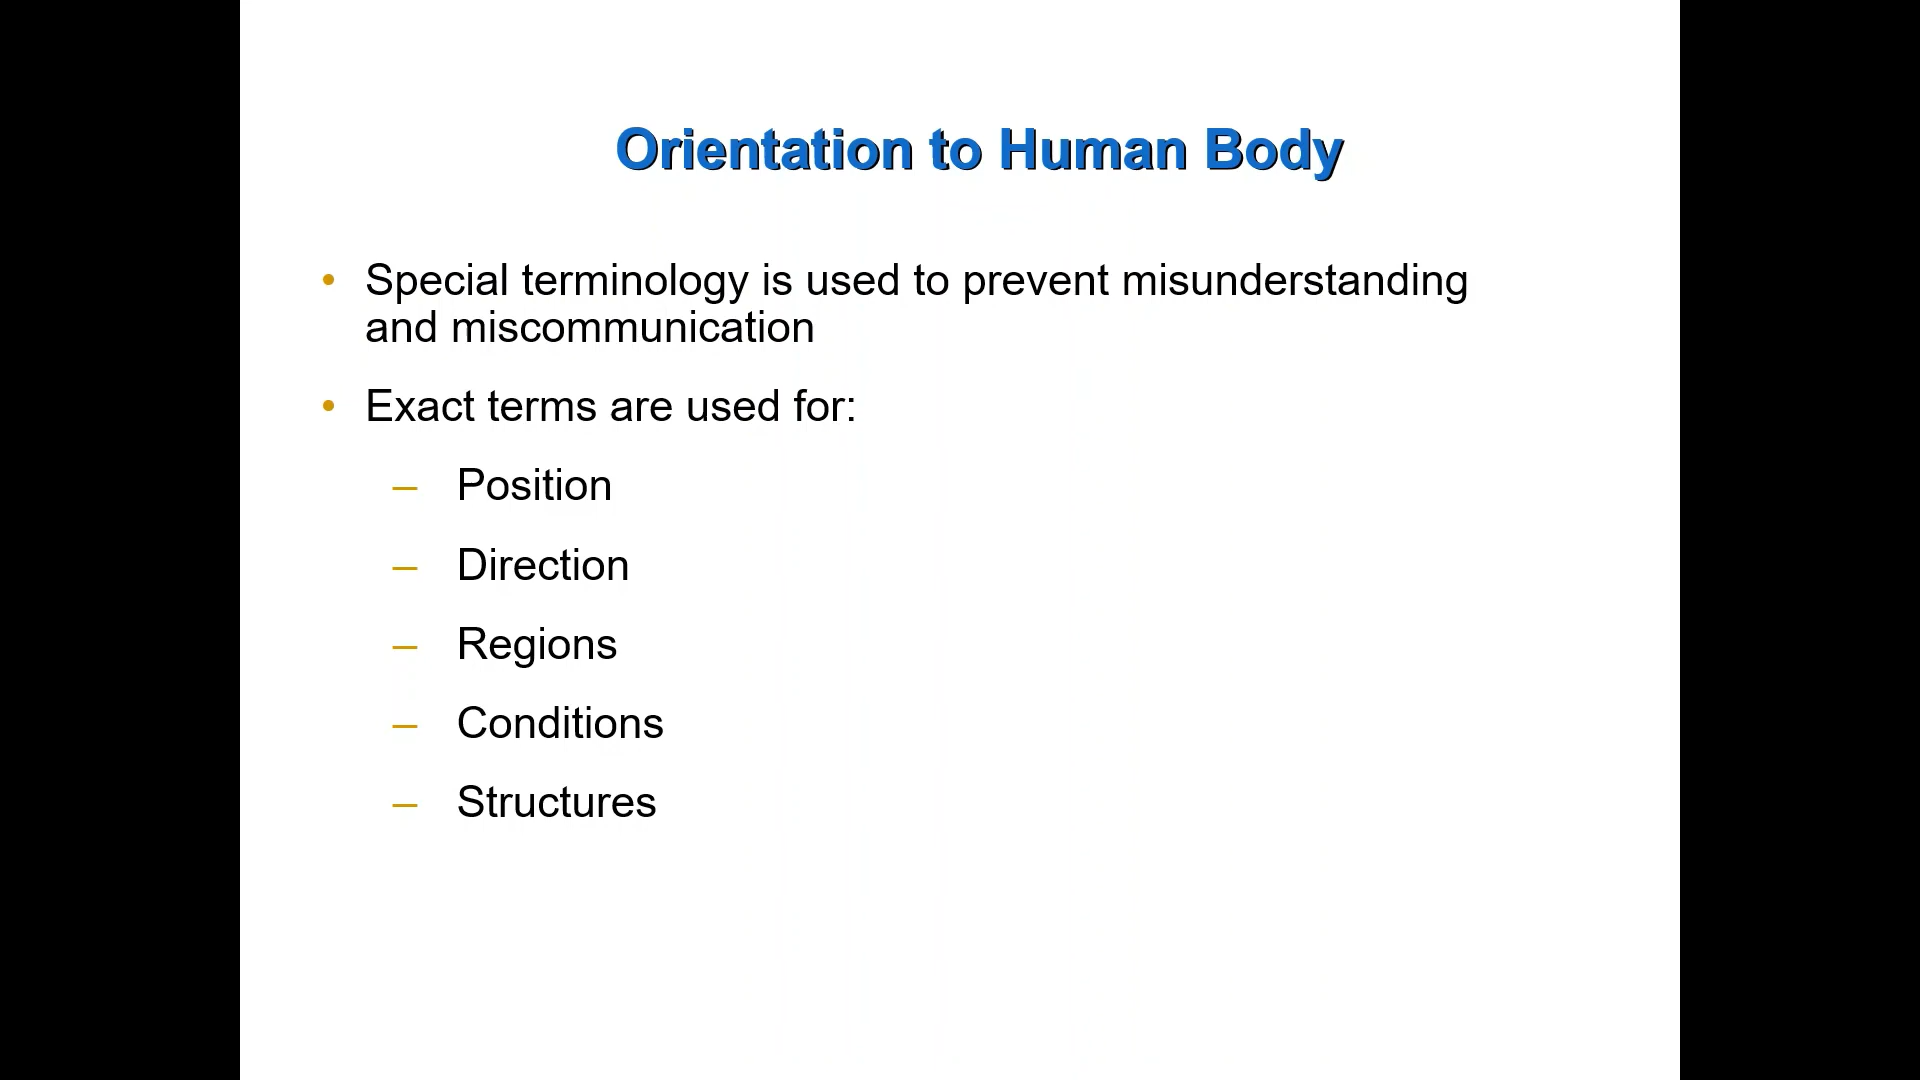 Orientation to Human Body
• Special terminology is used to prevent misunderstanding
and miscommunication
• Exact terms are used for:
– Position
– Direction
– Regions
– Conditions
– Structures